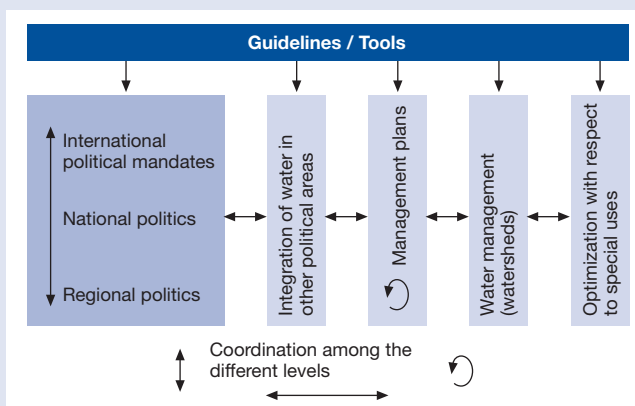 Guidelines / Tools
International
political mandates
National politics
Regional politics
Integration of water in
other political areas
Management plans
Water management
(watersheds)
Optimization with respect
to special uses
Coordination among the
different levels